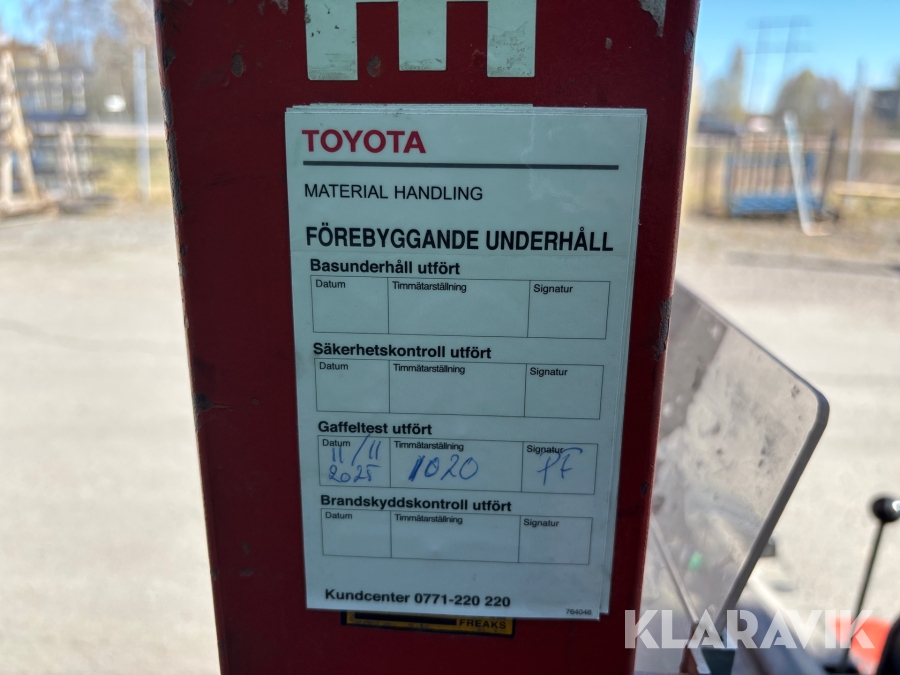 TOYOTA
MATERIAL HANDLING
FÖREBYGGANDE UNDERHÅLL
Basunderhåll utfört
Datum Timmätarställning Signatur
Säkerhetskontroll utfört
Datum Timmätarställning Signatur
Gaffeltest utfört
Datum Timmätarställning Signatur
11/11 1020 PF
2025
Brandskyddskontroll utfört
Datum Timmätarställning Signatur
Kundcenter 0771-220 220
784046
FREAKS
KLARAVIK